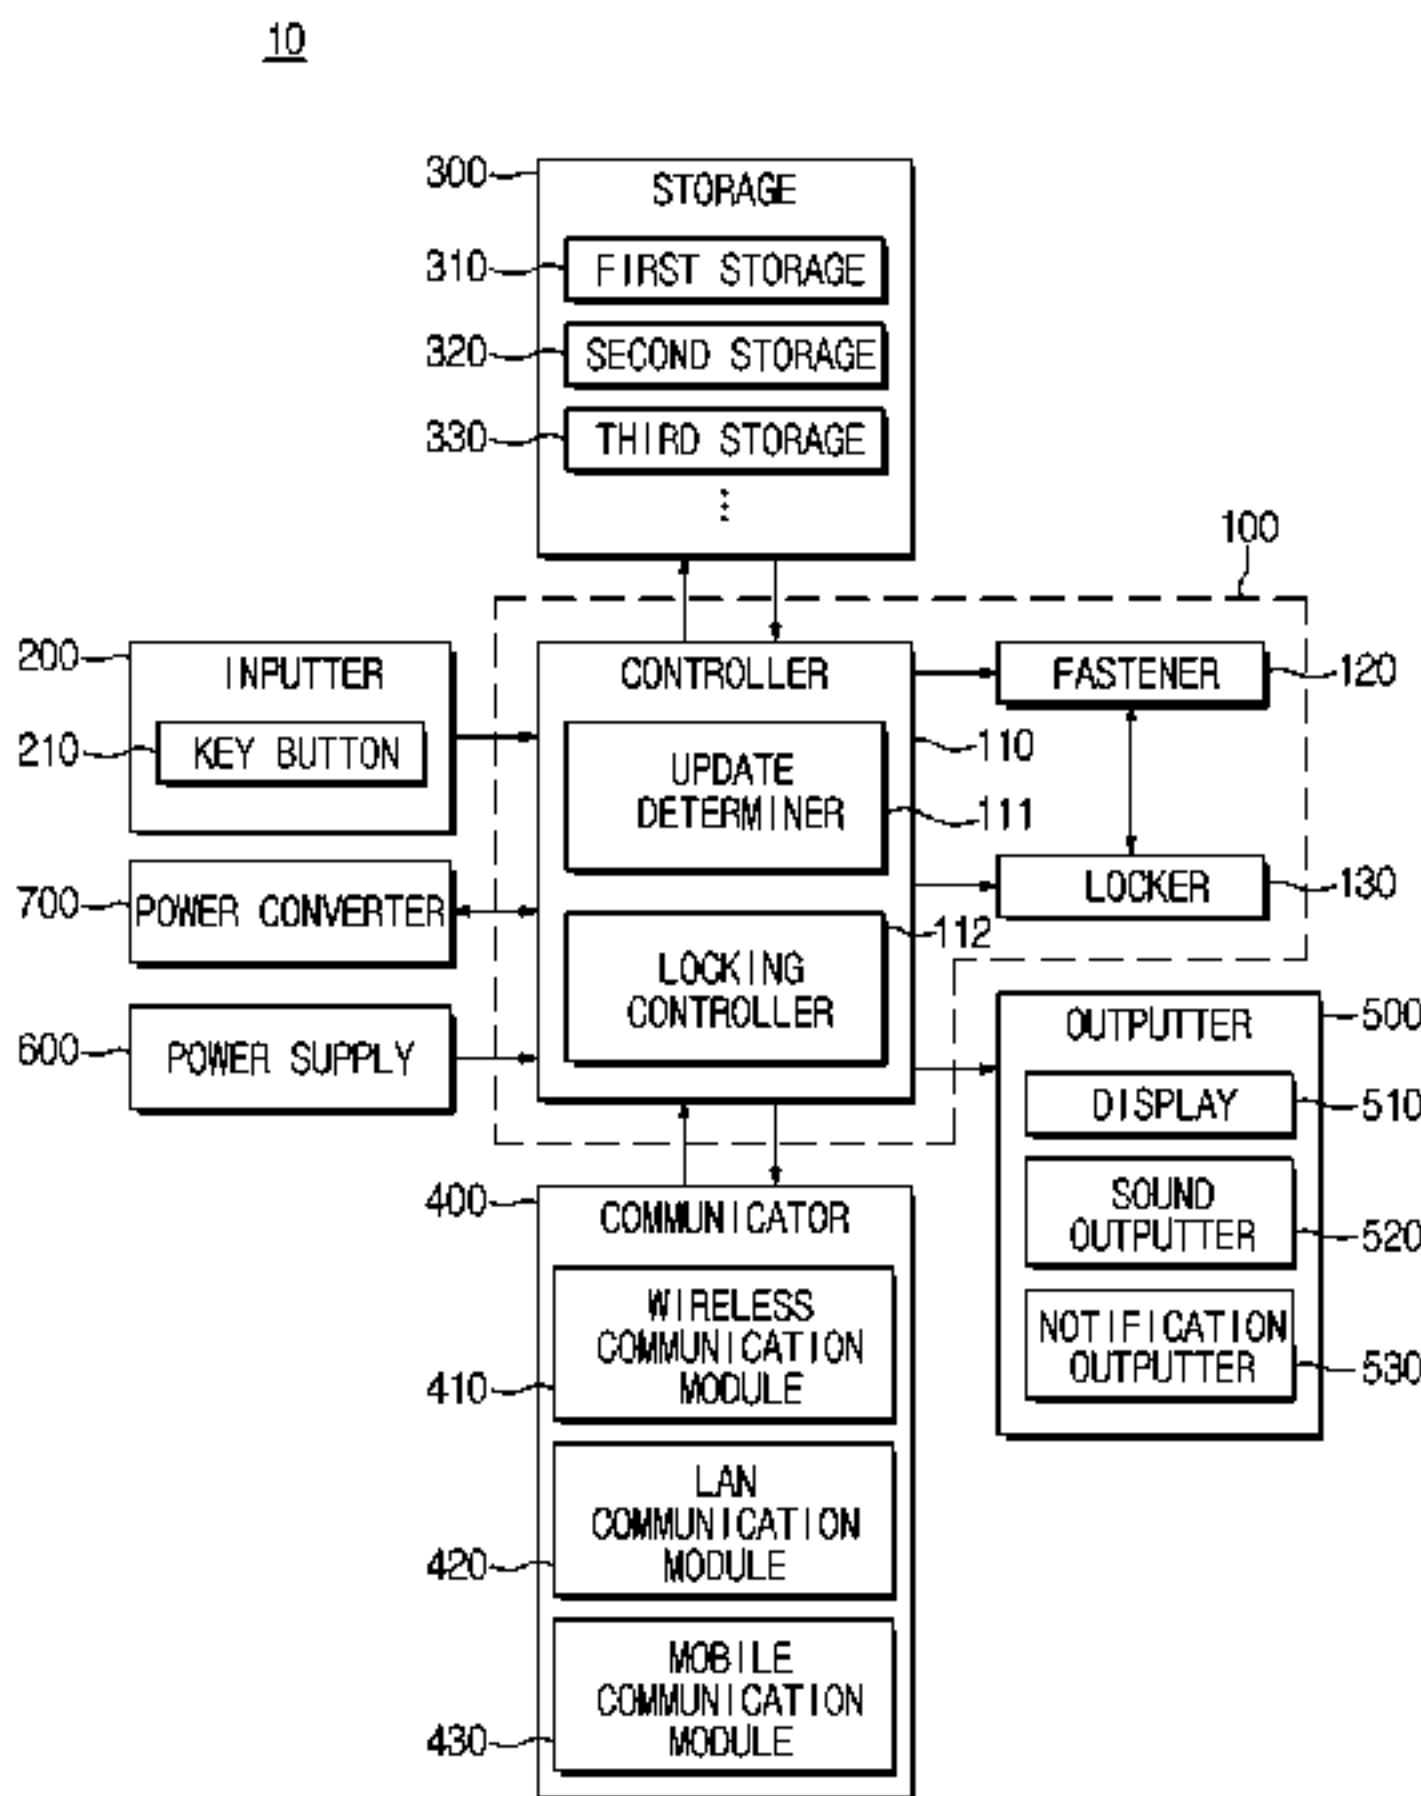 10
300
STORAGE
310
FIRST STORAGE
320
SECOND STORAGE
330
THIRD STORAGE
100
200
INPUTTER
210
KEY BUTTON
CONTROLLER
110
UPDATE
DETERMINER
111
FASTENER
120
700
POWER CONVERTER
LOCKER
130
112
LOCKING
CONTROLLER
600
POWER SUPPLY
OUTPUTTER
500
DISPLAY
510
SOUND
OUTPUTTER
520
NOTIFICATION
OUTPUTTER
530
400
COMMUNICATOR
WIRELESS
COMMUNICATION
MODULE
410
LAN
COMMUNICATION
MODULE
420
MOBILE
COMMUNICATION
MODULE
430